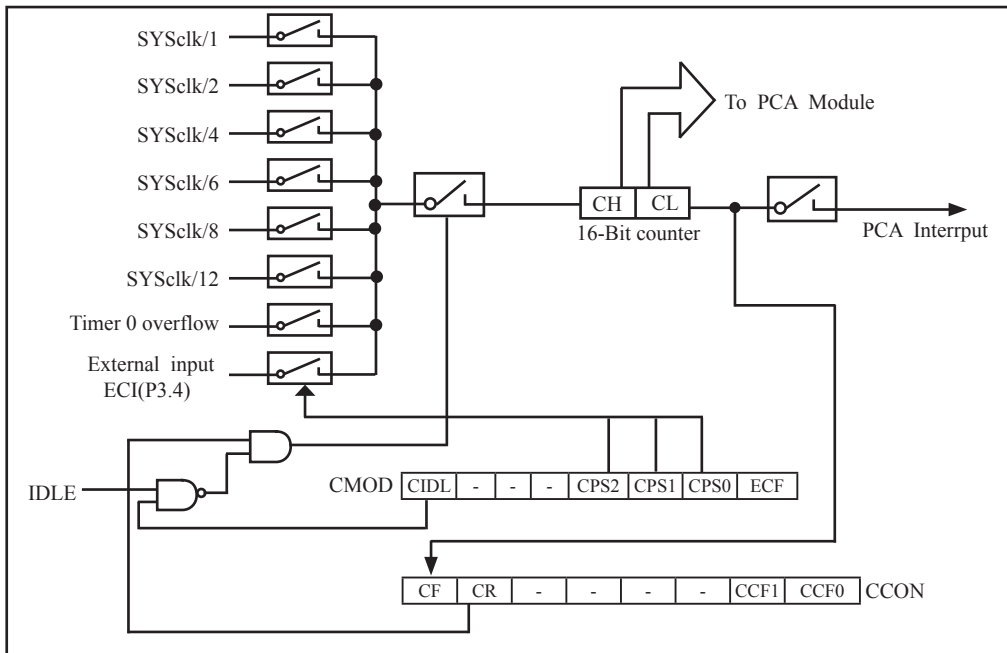 SYSclk/1
SYSclk/2
SYSclk/4
SYSclk/6
SYSclk/8
SYSclk/12
Timer 0 overflow
External input
ECI(P3.4)
To PCA Module
CH CL
16-Bit counter
PCA Interrput
IDLE
CMOD CIDL - - - CPS2 CPS1 CPS0 ECF
CF CR - - - - CCF1 CCF0 CCON